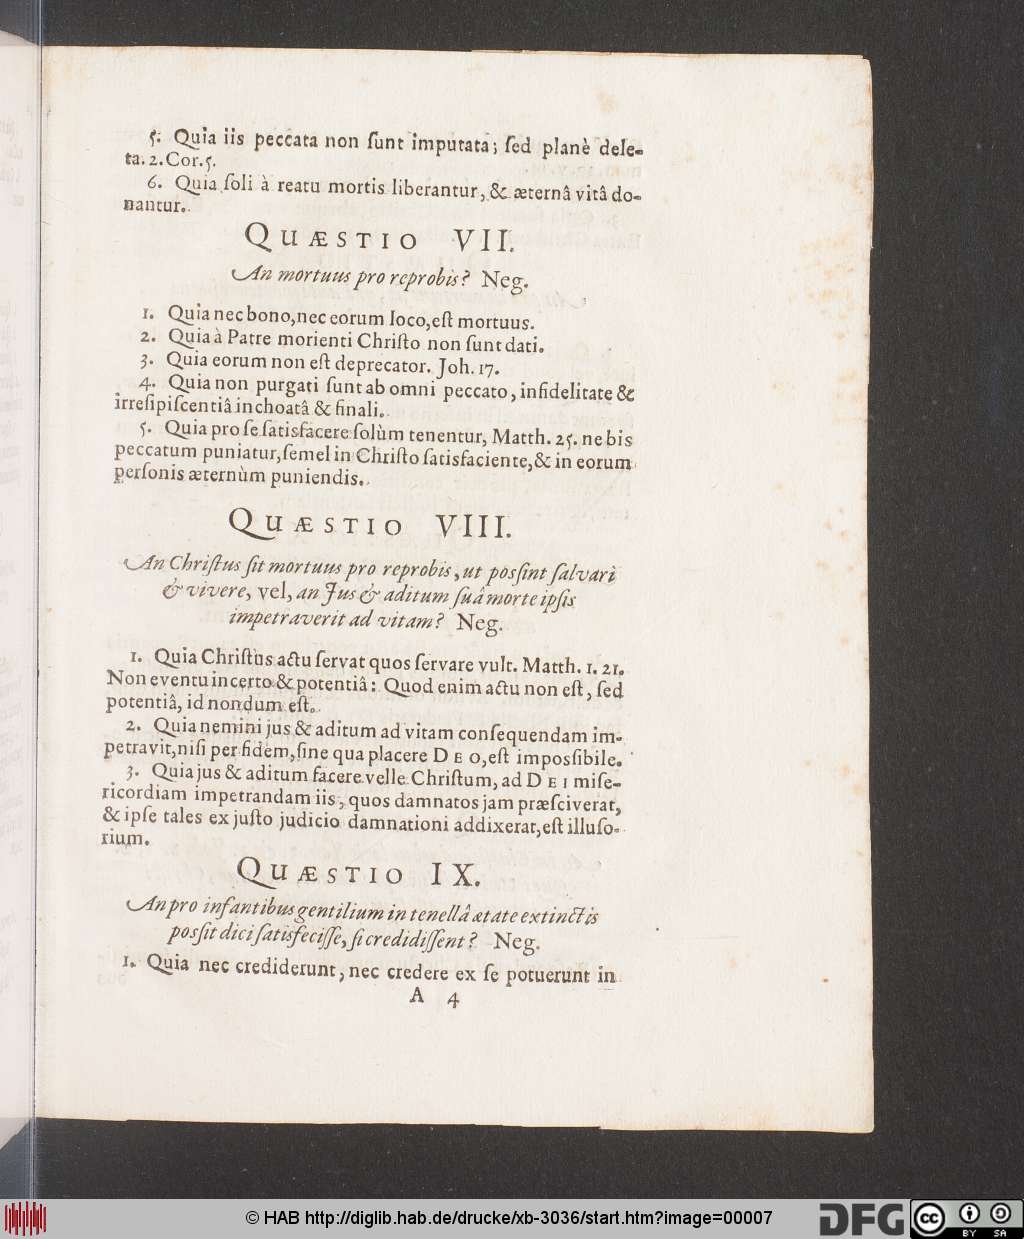 5. Quia iis peccata non ſunt imputata; ſed planè dele-
ta. 2. Cor. 5.
6. Quia ſoli à reatu mortis liberantur, & æternâ vitâ do-
nantur.
QUÆSTIO VII.
An mortuus pro reprobis? Neg.
1. Quia nec bono, nec eorum loco, eſt mortuus.
2. Quia à Patre morienti Chriſto non ſunt dati.
3. Quia eorum non eſt deprecator. Joh. 17.
4. Quia non purgati ſunt ab omni peccato, infidelitate &
irreſipiſcentiâ inchoatâ & finali.
5. Quia pro ſe ſatisfacere ſolùm tenentur, Matth. 25. ne bis
peccatum puniatur, ſemel in Chriſto ſatisfaciente, & in eorum
perſonis æternùm puniendis.
QUÆSTIO VIII.
An Chriſtus ſit mortuus pro reprobis, ut poſſint ſalvari
& vivere, vel, an Jus & aditum ſuâ morte ipſis
impetraverit ad vitam? Neg.
1. Quia Chriſtus actu ſervat quos ſervare vult. Matth. 1. 21.
Non eventu incerto & potentiâ: Quod enim actu non eſt, ſed
potentiâ, id nondum eſt.
2. Quia nemini jus & aditum ad vitam conſequendam im-
petravit, niſi per fidem, ſine qua placere DEO, eſt impoſſibile.
3. Quia jus & aditum facere velle Chriſtum, ad DEI miſe-
ricordiam impetrandam iis, quos damnatos jam præſciverat,
& ipſe tales ex juſto judicio damnationi addixerat, eſt illuſo-
rium.
QUÆSTIO IX.
An pro infantibus gentilium in tenellâ ætate extinctis
poſſit dici ſatisfeciſſe, ſi credidiſſent? Neg.
1. Quia nec crediderunt, nec credere ex ſe potuerunt in
A 4
© HAB http://diglib.hab.de/drucke/xb-3036/start.htm?image=00007
DFG
cc BY SA